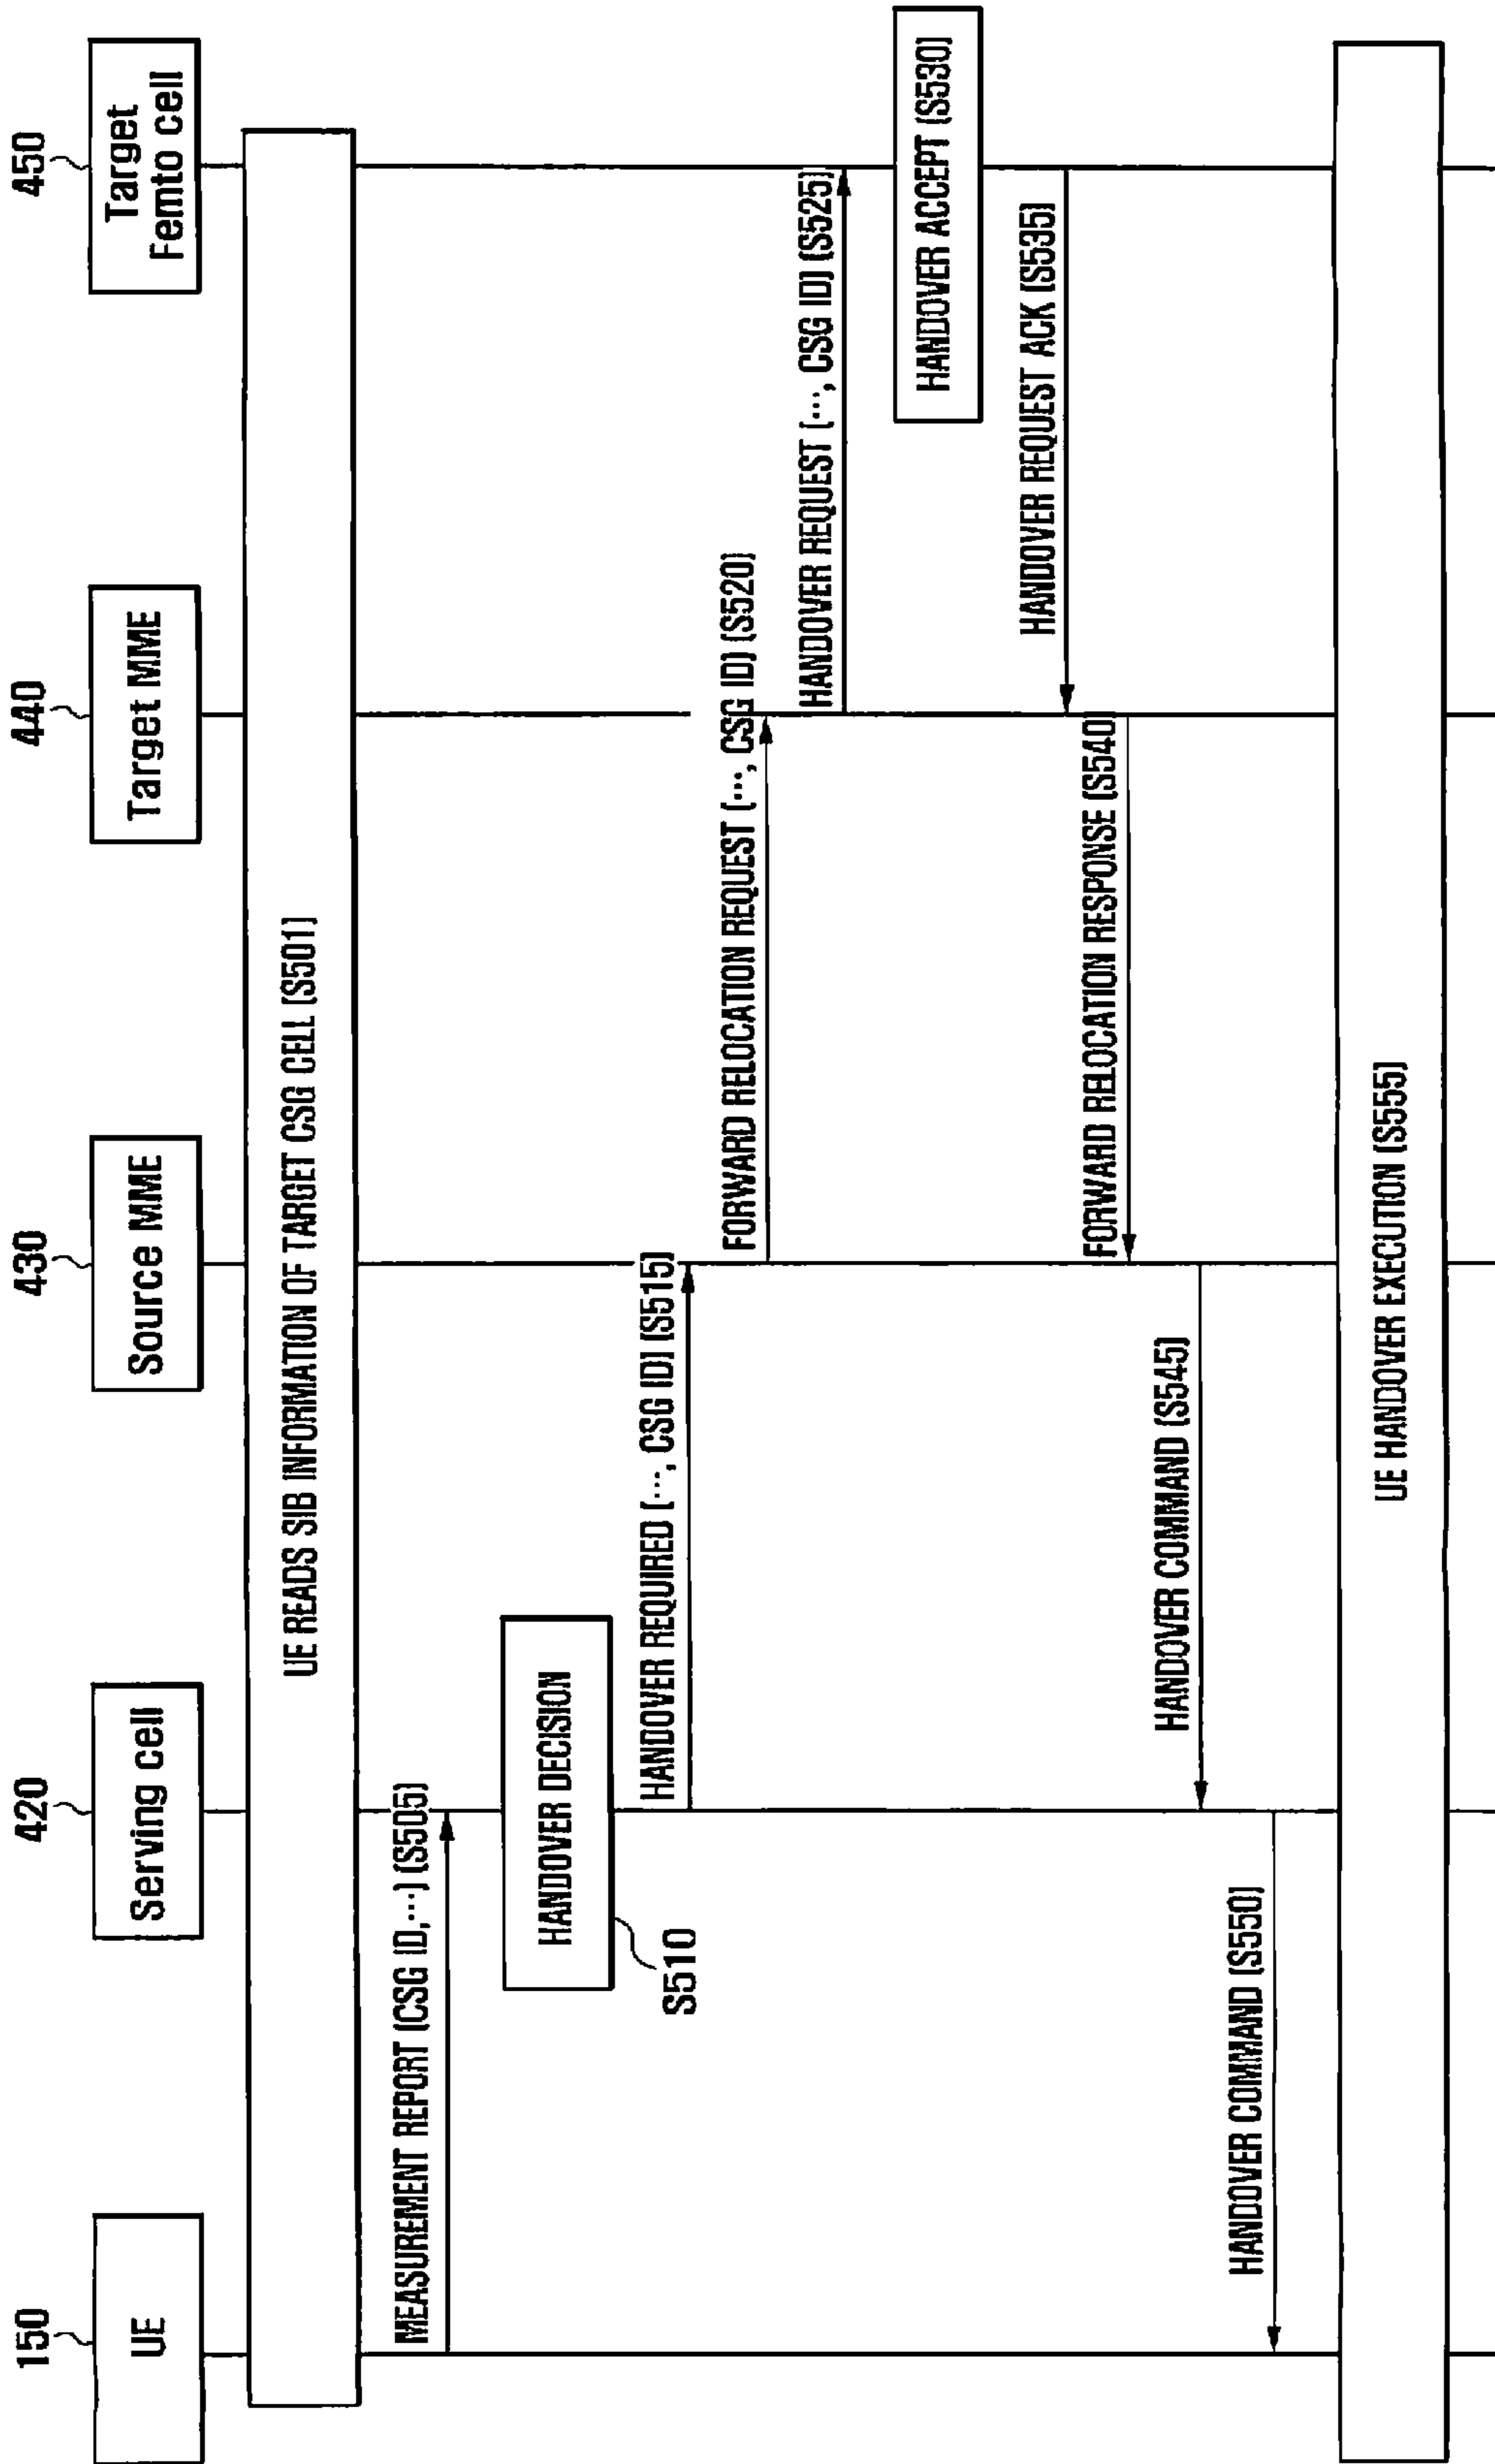 150
420
430
440
450
UE
Serving cell
Source MME
Target MME
Target
Femto cell
UE READS SIB INFORMATION OF TARGET CSG CELL (S501)
MEASUREMENT REPORT (CSG ID,…) (S505)
HANDOVER DECISION
S510
HANDOVER REQUIRED (…, CSG ID) (S515)
FORWARD RELOCATION REQUEST (…, CSG ID) (S520)
HANDOVER REQUEST (…, CSG ID) (S525)
HANDOVER ACCEPT (S530)
HANDOVER REQUEST ACK (S535)
FORWARD RELOCATION RESPONSE (S540)
HANDOVER COMMAND (S545)
HANDOVER COMMAND (S550)
UE HANDOVER EXECUTION (S555)